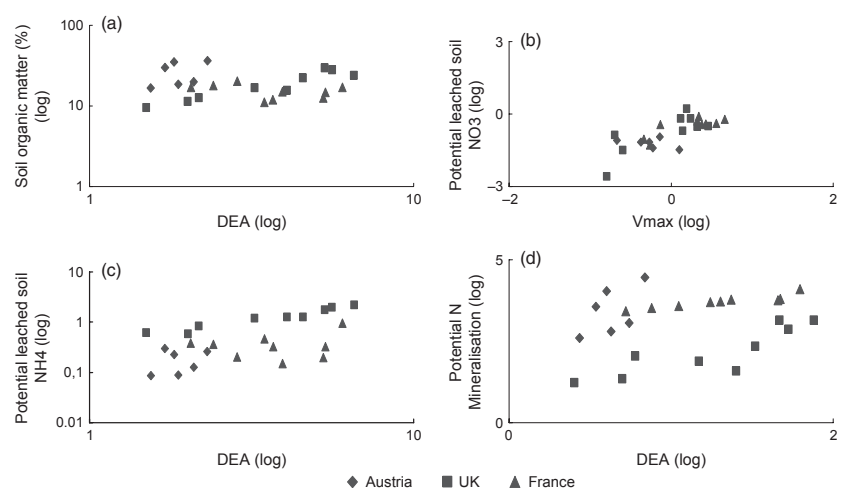 (a)
Soil organic matter (%)
(log)
100
10
1
1
10
DEA (log)
(b)
Potential leached soil
NO3 (log)
3
0
–3
–2
0
2
Vmax (log)
(c)
Potential leached soil
NH4 (log)
10
1
0,1
0.01
1
10
DEA (log)
(d)
Potential N
Mineralisation (log)
5
0
0
2
DEA (log)
Austria UK France